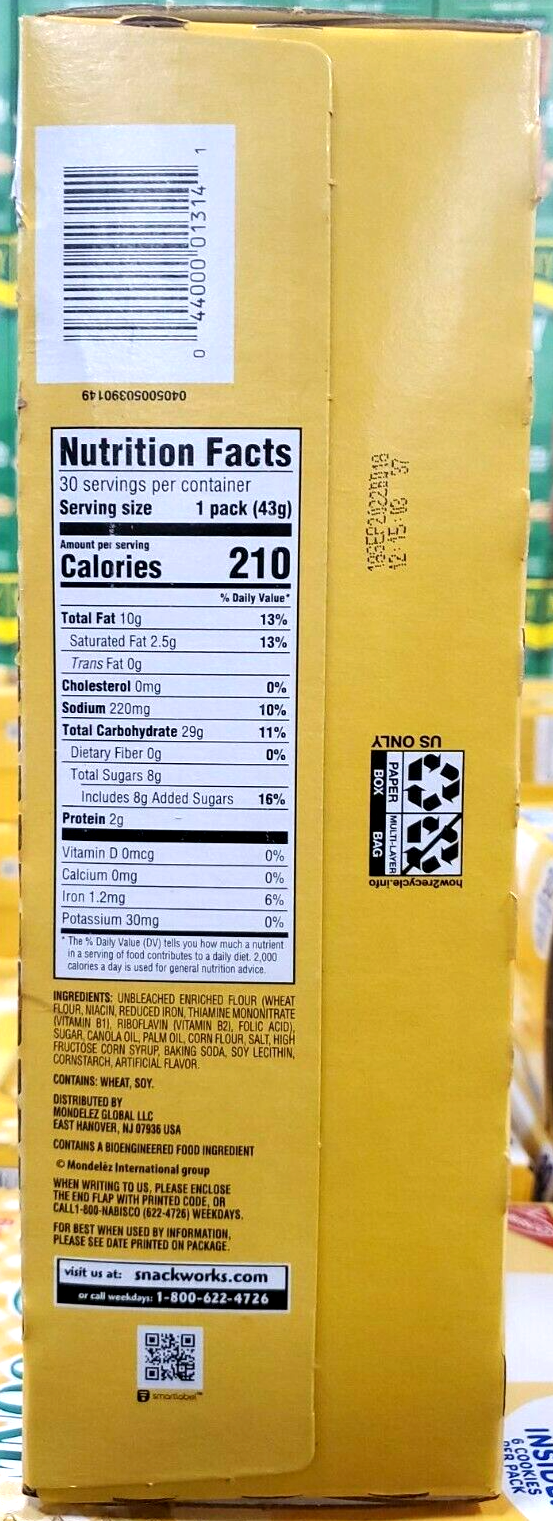 0 44000 01314 1
040500050390149
Nutrition Facts
30 servings per container
Serving size 1 pack (43g)
Amount per serving
Calories 210
% Daily Value*
Total Fat 10g 13%
Saturated Fat 2.5g 13%
Trans Fat 0g
Cholesterol 0mg 0%
Sodium 220mg 10%
Total Carbohydrate 29g 11%
Dietary Fiber 0g 0%
Total Sugars 8g
Includes 8g Added Sugars 16%
Protein 2g
Vitamin D 0mcg 0%
Calcium 0mg 0%
Iron 1.2mg 6%
Potassium 30mg 0%
* The % Daily Value (DV) tells you how much a nutrient
in a serving of food contributes to a daily diet. 2,000
calories a day is used for general nutrition advice.
INGREDIENTS: UNBLEACHED ENRICHED FLOUR (WHEAT
FLOUR, NIACIN, REDUCED IRON, THIAMINE MONONITRATE
(VITAMIN B1), RIBOFLAVIN (VITAMIN B2), FOLIC ACID),
SUGAR, CANOLA OIL, PALM OIL, CORN FLOUR, SALT, HIGH
FRUCTOSE CORN SYRUP, BAKING SODA, SOY LECITHIN,
CORNSTARCH, ARTIFICIAL FLAVOR.
CONTAINS: WHEAT, SOY.
DISTRIBUTED BY
MONDELEZ GLOBAL LLC
EAST HANOVER, NJ 07936 USA
CONTAINS A BIOENGINEERED FOOD INGREDIENT
© Mondelēz International group
WHEN WRITING TO US, PLEASE ENCLOSE
THE END FLAP WITH PRINTED CODE, OR
CALL1-800-NABISCO (622-4726) WEEKDAYS.
FOR BEST WHEN USED BY INFORMATION,
PLEASE SEE DATE PRINTED ON PACKAGE.
visit us at: snackworks.com
or call weekdays: 1-800-622-4726
smartlabel™
12:15:03 37
US ONLY
PAPER
BOX
MULTI-LAYER
BAG
how2recycle.info
6 COOKIES
PER PACK